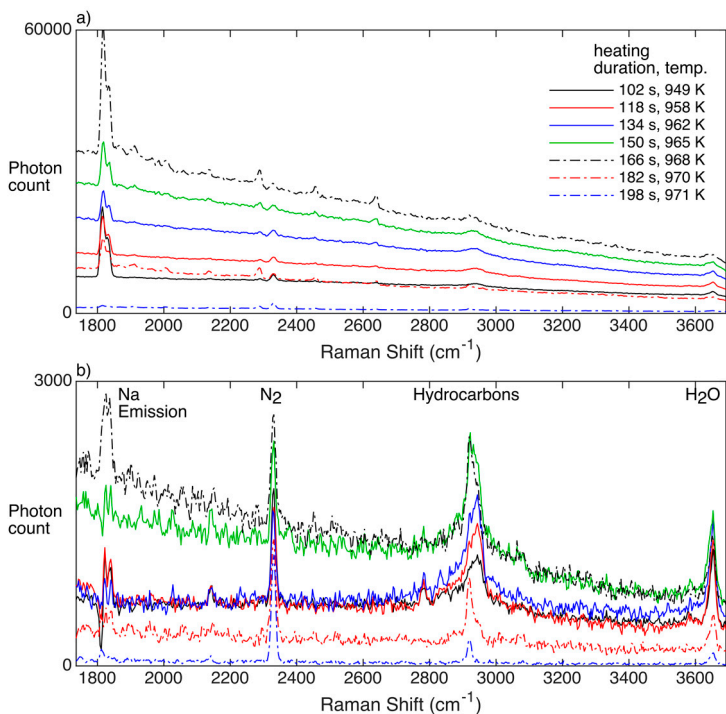 a)
60000
heating
duration, temp.
102 s, 949 K
118 s, 958 K
134 s, 962 K
150 s, 965 K
166 s, 968 K
182 s, 970 K
198 s, 971 K
Photon
count
0
1800 2000 2200 2400 2600 2800 3000 3200 3400 3600
Raman Shift (cm⁻¹)
b)
3000
Na
Emission
N₂
Hydrocarbons
H₂O
Photon
count
0
1800 2000 2200 2400 2600 2800 3000 3200 3400 3600
Raman Shift (cm⁻¹)